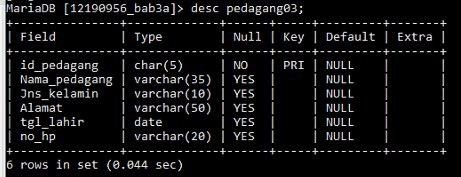 MariaDB [12190956_bab3a]> desc pedagang03;
+---------------+-------------+------+-----+---------+-------+
| Field         | Type        | Null | Key | Default | Extra |
+---------------+-------------+------+-----+---------+-------+
| id_pedagang   | char(5)     | NO   | PRI | NULL    |       |
| Nama_pedagang | varchar(35) | YES  |     | NULL    |       |
| Jns_kelamin   | varchar(10) | YES  |     | NULL    |       |
| Alamat        | varchar(50) | YES  |     | NULL    |       |
| tgl_lahir     | date        | YES  |     | NULL    |       |
| no_hp         | varchar(20) | YES  |     | NULL    |       |
+---------------+-------------+------+-----+---------+-------+
6 rows in set (0.044 sec)